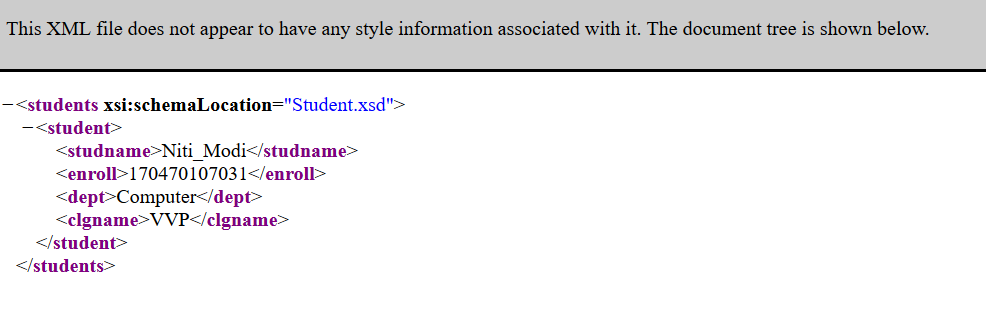 This XML file does not appear to have any style information associated with it. The document tree is shown below.
−<students xsi:schemaLocation="Student.xsd">
−<student>
<studname>Niti_Modi</studname>
<enroll>170470107031</enroll>
<dept>Computer</dept>
<clgname>VVP</clgname>
</student>
</students>